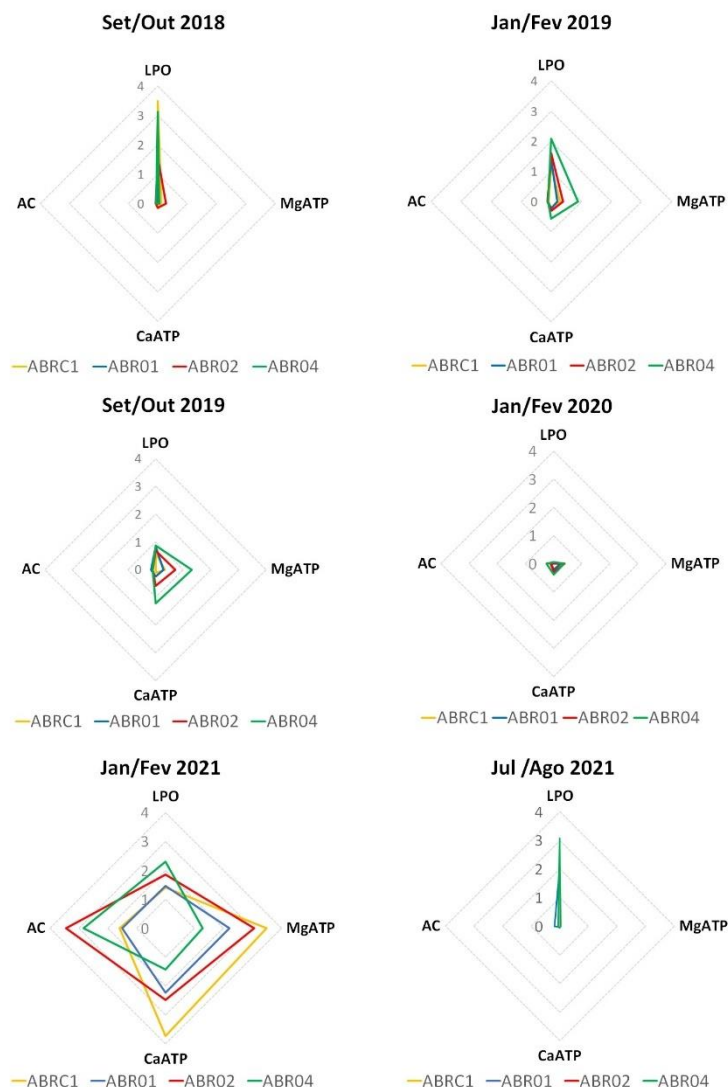 Set/Out 2018
LPO
4
3
2
1
0
AC
MgATP
CaATP
ABRC1 ABR01 ABR02 ABR04
Jan/Fev 2019
LPO
4
3
2
1
0
AC
MgATP
CaATP
ABRC1 ABR01 ABR02 ABR04
Set/Out 2019
LPO
4
3
2
1
0
AC
MgATP
CaATP
ABRC1 ABR01 ABR02 ABR04
Jan/Fev 2020
LPO
4
3
2
1
0
AC
MgATP
CaATP
ABRC1 ABR01 ABR02 ABR04
Jan/Fev 2021
LPO
4
3
2
1
0
AC
MgATP
CaATP
ABRC1 ABR01 ABR02 ABR04
Jul /Ago 2021
LPO
4
3
2
1
0
AC
MgATP
CaATP
ABRC1 ABR01 ABR02 ABR04